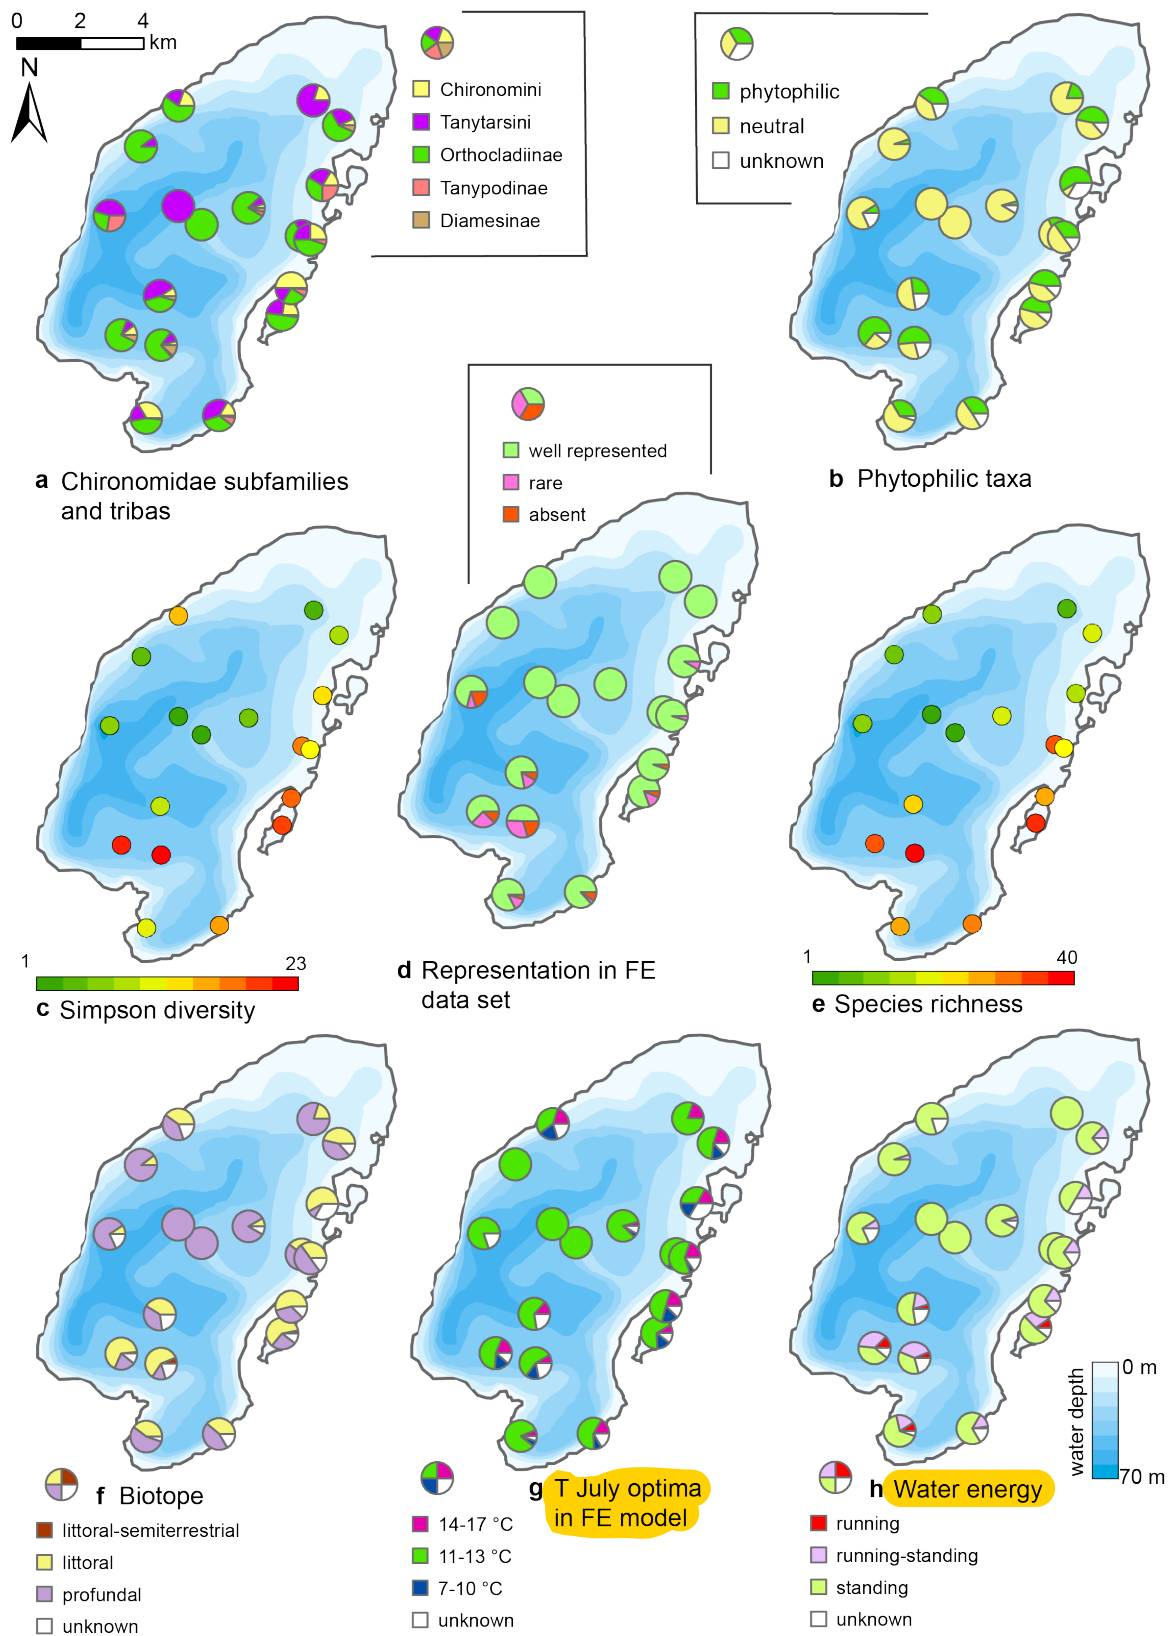 0 2 4
km
N
Chironomini
Tanytarsini
Orthocladiinae
Tanypodinae
Diamesinae
phytophilic
neutral
unknown
a Chironomidae subfamilies
and tribas
b Phytophilic taxa
well represented
rare
absent
1 23
c Simpson diversity
d Representation in FE
data set
1 40
e Species richness
f Biotope
littoral-semiterrestrial
littoral
profundal
unknown
g T July optima
in FE model
14-17 °C
11-13 °C
7-10 °C
unknown
h Water energy
running
running-standing
standing
unknown
water depth
0 m
70 m